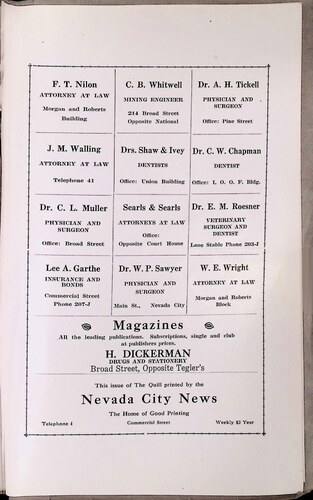 F. T. Nilon
ATTORNEY AT LAW
Morgan and Roberts
Building
C. B. Whitwell
MINING ENGINEER
214 Broad Street
Opposite National
Dr. A. H. Tickell
PHYSICIAN AND
SURGEON
Office: Pine Street
J. M. Walling
ATTORNEY AT LAW
Telephone 41
Drs. Shaw & Ivey
DENTISTS
Office: Union Building
Dr. C. W. Chapman
DENTIST
Office: I. O. O. F. Bldg.
Dr. C. L. Muller
PHYSICIAN AND
SURGEON
Office: Broad Street
Searls & Searls
ATTORNEYS AT LAW
Office:
Opposite Court House
Dr. E. M. Roesner
VETERINARY
SURGEON AND
DENTIST
Lone Stable Phone 203-J
Lee A. Garthe
INSURANCE AND
BONDS
Commercial Street
Phone 207-J
Dr. W. P. Sawyer
PHYSICIAN AND
SURGEON
Main St., Nevada City
W. E. Wright
ATTORNEY AT LAW
Morgan and Roberts
Block
Magazines
All the leading publications. Subscriptions, single and club
at publishers prices.
H. DICKERMAN
DRUGS AND STATIONERY
Broad Street, Opposite Tegler's
This issue of The Quill printed by the
Nevada City News
The Home of Good Printing
Telephone 4 Commercial Street Weekly $2 Year